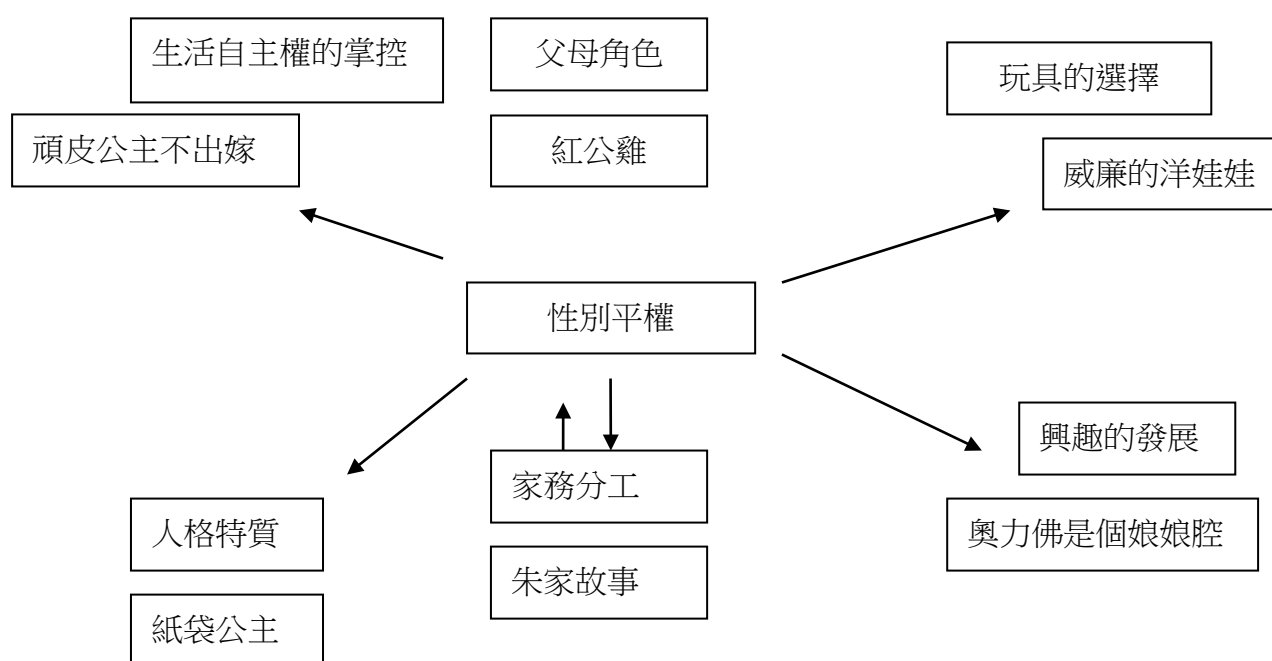 生活自主權的掌控
父母角色
玩具的選擇
頑皮公主不出嫁
紅公雞
威廉的洋娃娃
性別平權
興趣的發展
家務分工
人格特質
奧力佛是個娘娘腔
朱家故事
紙袋公主